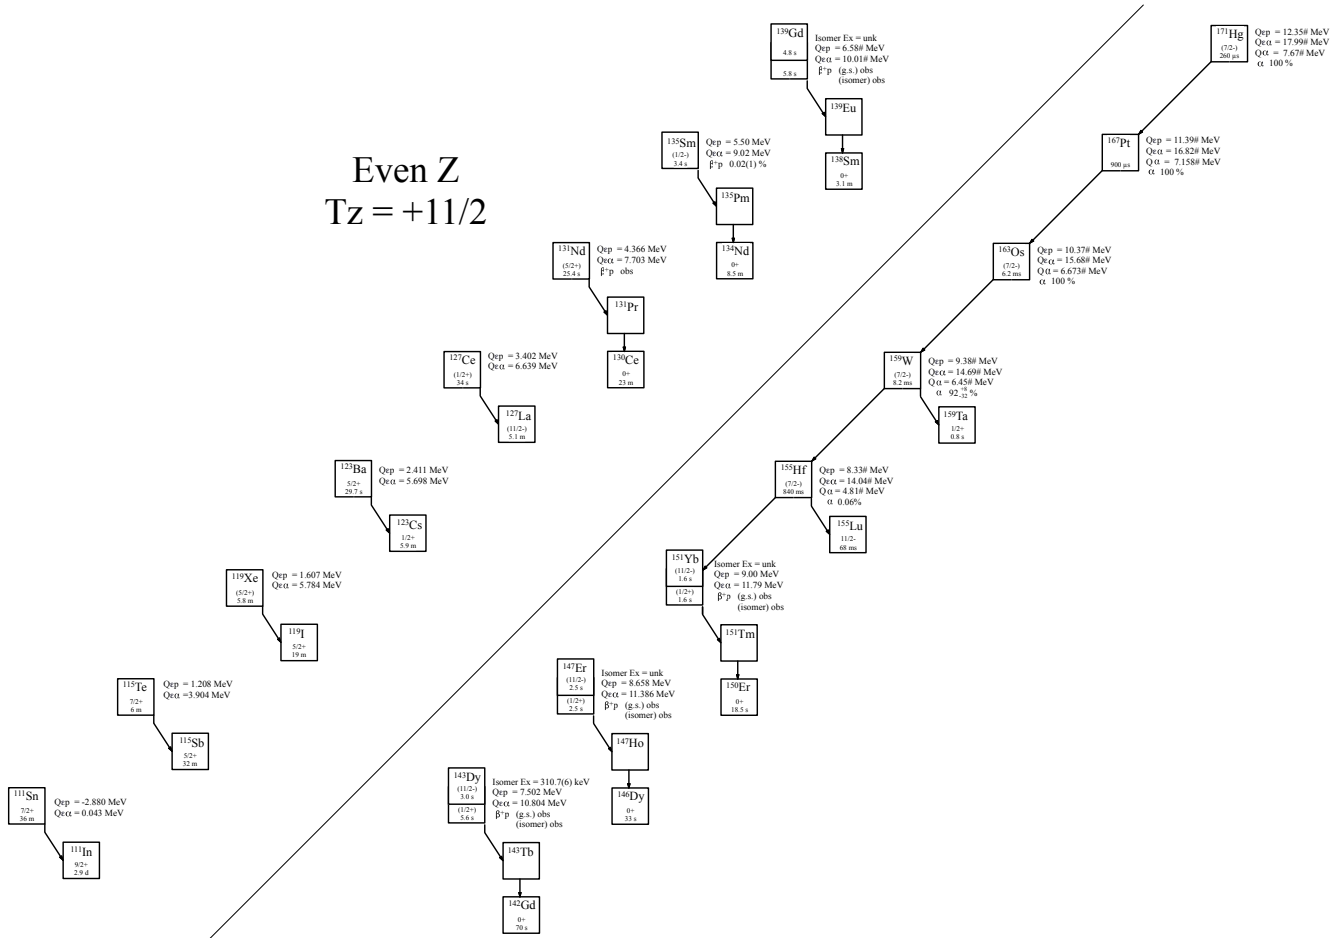 Even Z
Tz = +11/2
139Gd
4.8 s
5.8 s
Isomer Ex = unk
Qεp = 6.58# MeV
Qεα = 10.01# MeV
β+p (g.s.) obs
(isomer) obs
139Eu
138Sm
0+
3.1 m
135Sm
(1/2-)
3.4 s
Qεp = 5.50 MeV
Qεα = 9.02 MeV
β+p 0.02(1) %
135Pm
134Nd
0+
8.5 m
131Nd
(5/2+)
25.4 s
Qεp = 4.366 MeV
Qεα = 7.703 MeV
β+p obs
131Pr
130Ce
0+
23 m
127Ce
(1/2+)
34 s
Qεp = 3.402 MeV
Qεα = 6.639 MeV
127La
(11/2-)
5.1 m
123Ba
5/2+
29.7 s
Qεp = 2.411 MeV
Qεα = 5.698 MeV
123Cs
1/2+
5.9 m
119Xe
(5/2+)
5.8 m
Qεp = 1.607 MeV
Qεα = 5.784 MeV
119I
5/2+
19 m
115Te
7/2+
6 m
Qεp = 1.208 MeV
Qεα =3.904 MeV
115Sb
5/2+
32 m
111Sn
7/2+
36 m
Qεp = -2.880 MeV
Qεα = 0.043 MeV
111In
9/2+
2.9 d
171Hg
(7/2-)
260 μs
Qεp = 12.35# MeV
Qεα = 17.99# MeV
Qα = 7.67# MeV
α 100 %
167Pt
900 μs
Qεp = 11.39# MeV
Qεα = 16.82# MeV
Qα = 7.158# MeV
α 100 %
163Os
(7/2-)
6.2 ms
Qεp = 10.37# MeV
Qεα = 15.68# MeV
Qα = 6.673# MeV
α 100 %
159W
(7/2-)
8.2 ms
Qεp = 9.38# MeV
Qεα = 14.69# MeV
Qα = 6.45# MeV
α 92 +8 -32 %
159Ta
1/2+
0.8 s
155Hf
(7/2-)
840 ms
Qεp = 8.33# MeV
Qεα = 14.04# MeV
Qα = 4.81# MeV
α 0.06%
155Lu
11/2-
68 ms
151Yb
(11/2-)
1.6 s
(1/2+)
1.6 s
Isomer Ex = unk
Qεp = 9.00 MeV
Qεα = 11.79 MeV
β+p (g.s.) obs
(isomer) obs
151Tm
150Er
0+
18.5 s
147Er
(11/2-)
2.5 s
(1/2+)
2.5 s
Isomer Ex = unk
Qεp = 8.658 MeV
Qεα = 11.386 MeV
β+p (g.s.) obs
(isomer) obs
147Ho
146Dy
0+
33 s
143Dy
(11/2-)
3.0 s
(1/2+)
5.6 s
Isomer Ex = 310.7(6) keV
Qεp = 7.502 MeV
Qεα = 10.804 MeV
β+p (g.s.) obs
(isomer) obs
143Tb
142Gd
0+
70 s